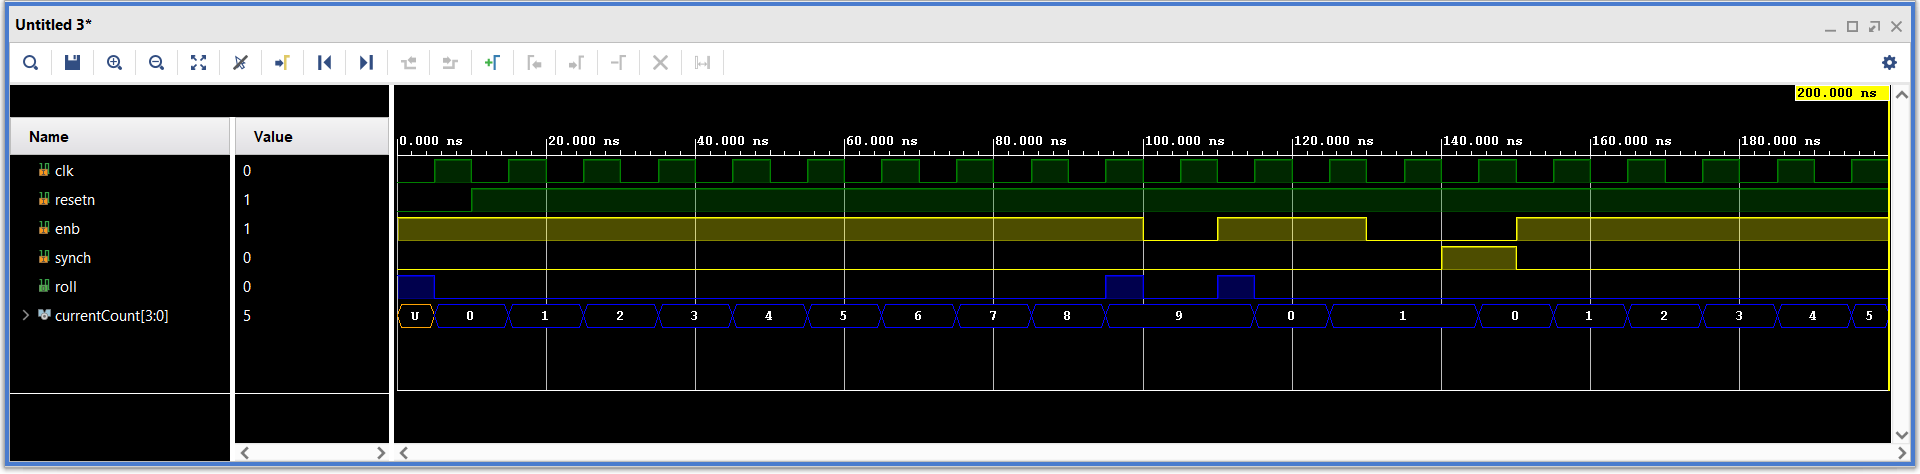 Untitled 3*
200.000 ns
Name Value
0.000 ns 20.000 ns 40.000 ns 60.000 ns 80.000 ns 100.000 ns 120.000 ns 140.000 ns 160.000 ns 180.000 ns
clk 0
resetn 1
enb 1
synch 0
roll 0
currentCount[3:0] 5 U 0 1 2 3 4 5 6 7 8 9 0 1 0 1 2 3 4 5